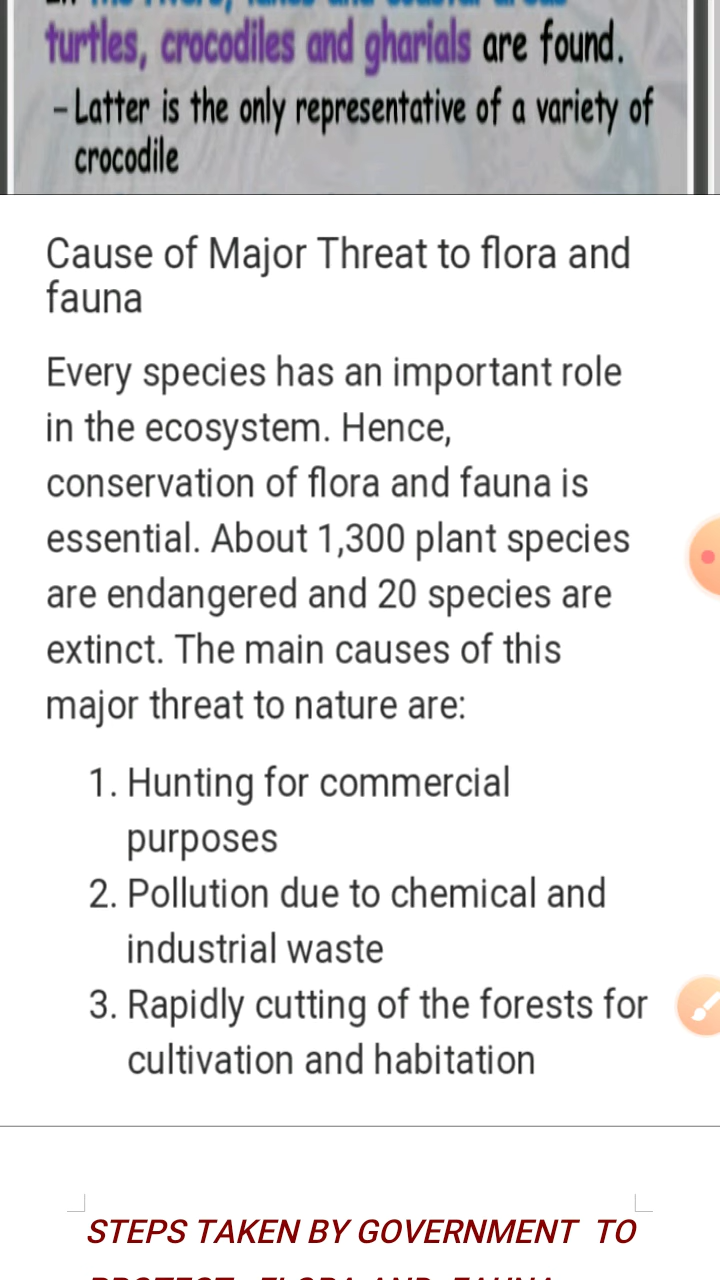 turtles, crocodiles and gharials are found.
- Latter is the only representative of a variety of
crocodile
Cause of Major Threat to flora and
fauna
Every species has an important role
in the ecosystem. Hence,
conservation of flora and fauna is
essential. About 1,300 plant species
are endangered and 20 species are
extinct. The main causes of this
major threat to nature are:
1. Hunting for commercial
purposes
2. Pollution due to chemical and
industrial waste
3. Rapidly cutting of the forests for
cultivation and habitation
STEPS TAKEN BY GOVERNMENT TO